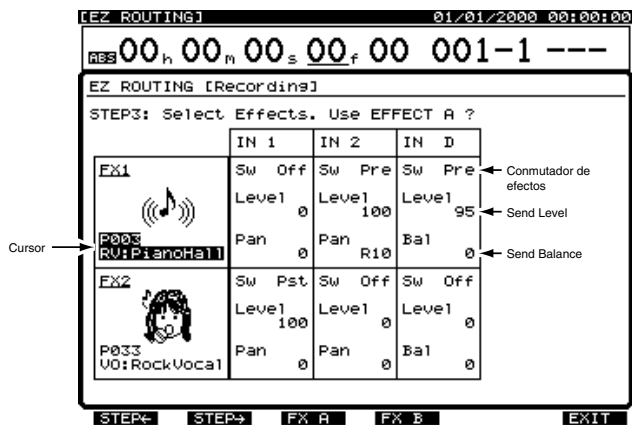 [EZ ROUTING] 01/01/2000 00:00:00
ABS 00h 00m 00s 00f 00 001-1 ---
EZ ROUTING [Recording]
STEP3: Select Effects. Use EFFECT A ?
IN 1 IN 2 IN D
FX1 Sw Off Sw Pre Sw Pre Conmutador de
efectos
Level 0 Level 100 Level 95 Send Level
Cursor P003
RV:PianoHall Pan 0 Pan R10 Bal 0 Send Balance
FX2 Sw Pst Sw Off Sw Off
Level 100 Level 0 Level 0
P033
VO:RockVocal Pan 0 Pan 0 Bal 0
STEP← STEP→ FX A FX B EXIT